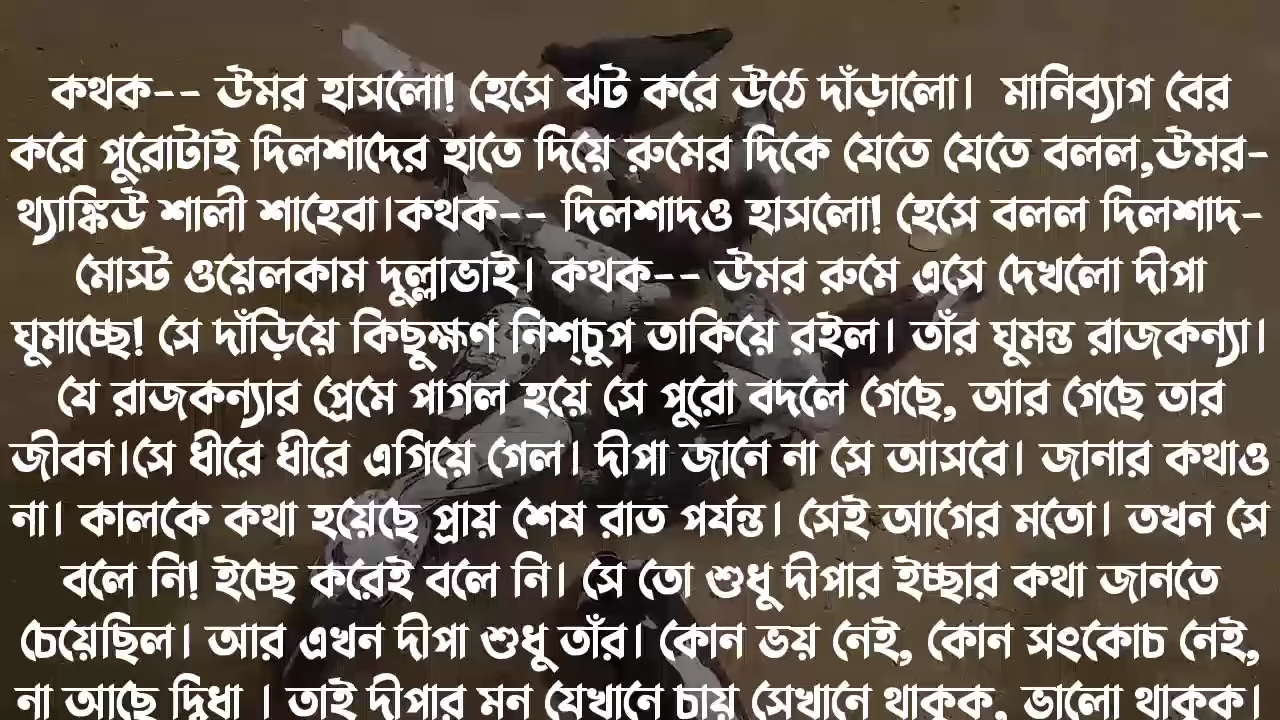 কথক-- উমর হাসলো! হেসে ঝট করে উঠে দাঁড়ালো। মানিব্যাগ বের
করে পুরোটাই দিলশাদের হাতে দিয়ে রুমের দিকে যেতে যেতে বলল,উমর-
থ্যাঙ্কিউ শালী শাহেবা।কথক-- দিলশাদও হাসলো! হেসে বলল দিলশাদ-
মোস্ট ওয়েলকাম দুল্লাভাই। কথক-- উমর রুমে এসে দেখলো দীপা
ঘুমাচ্ছে! সে দাঁড়িয়ে কিছুক্ষণ নিশ্চুপ তাকিয়ে রইল। তাঁর ঘুমন্ত রাজকন্যা।
যে রাজকন্যার প্রেমে পাগল হয়ে সে পুরো বদলে গেছে, আর গেছে তার
জীবন।সে ধীরে ধীরে এগিয়ে গেল। দীপা জানে না সে আসবে। জানার কথাও
না। কালকে কথা হয়েছে প্রায় শেষ রাত পর্যন্ত। সেই আগের মতো। তখন সে
বলে নি! ইচ্ছে করেই বলে নি। সে তো শুধু দীপার ইচ্ছার কথা জানতে
চেয়েছিল। আর এখন দীপা শুধু তাঁর। কোন ভয় নেই, কোন সংকোচ নেই,
না আছে দ্বিধা । তাই দীপার মন যেখানে চায় সেখানে থাকুক, ভালো থাকুক।